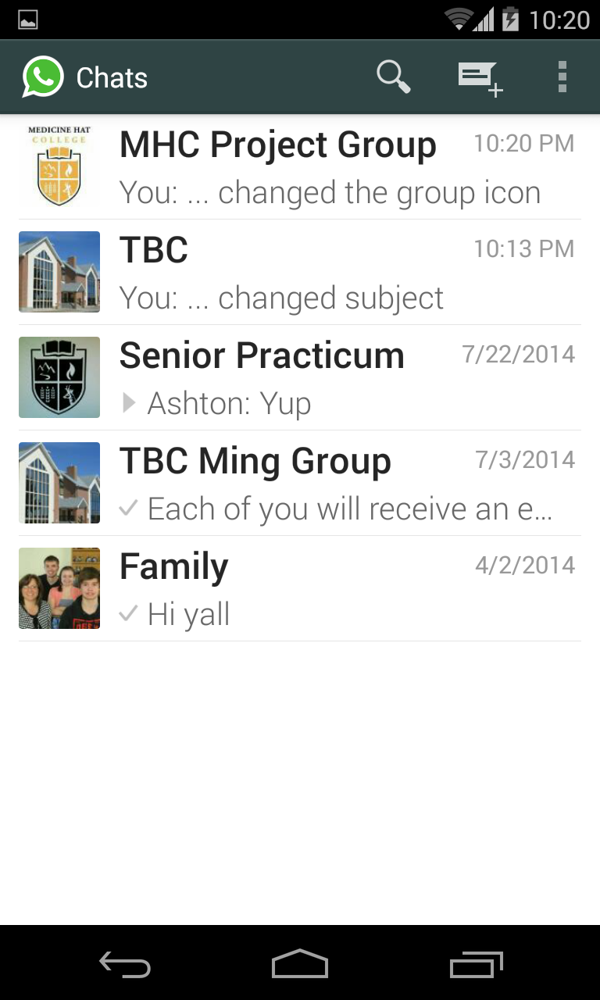 10:20
Chats
MEDICINE HAT
COLLEGE
MHC Project Group
10:20 PM
You: ... changed the group icon
TBC
10:13 PM
You: ... changed subject
Senior Practicum
7/22/2014
Ashton: Yup
TBC Ming Group
7/3/2014
Each of you will receive an e...
Family
4/2/2014
Hi yall